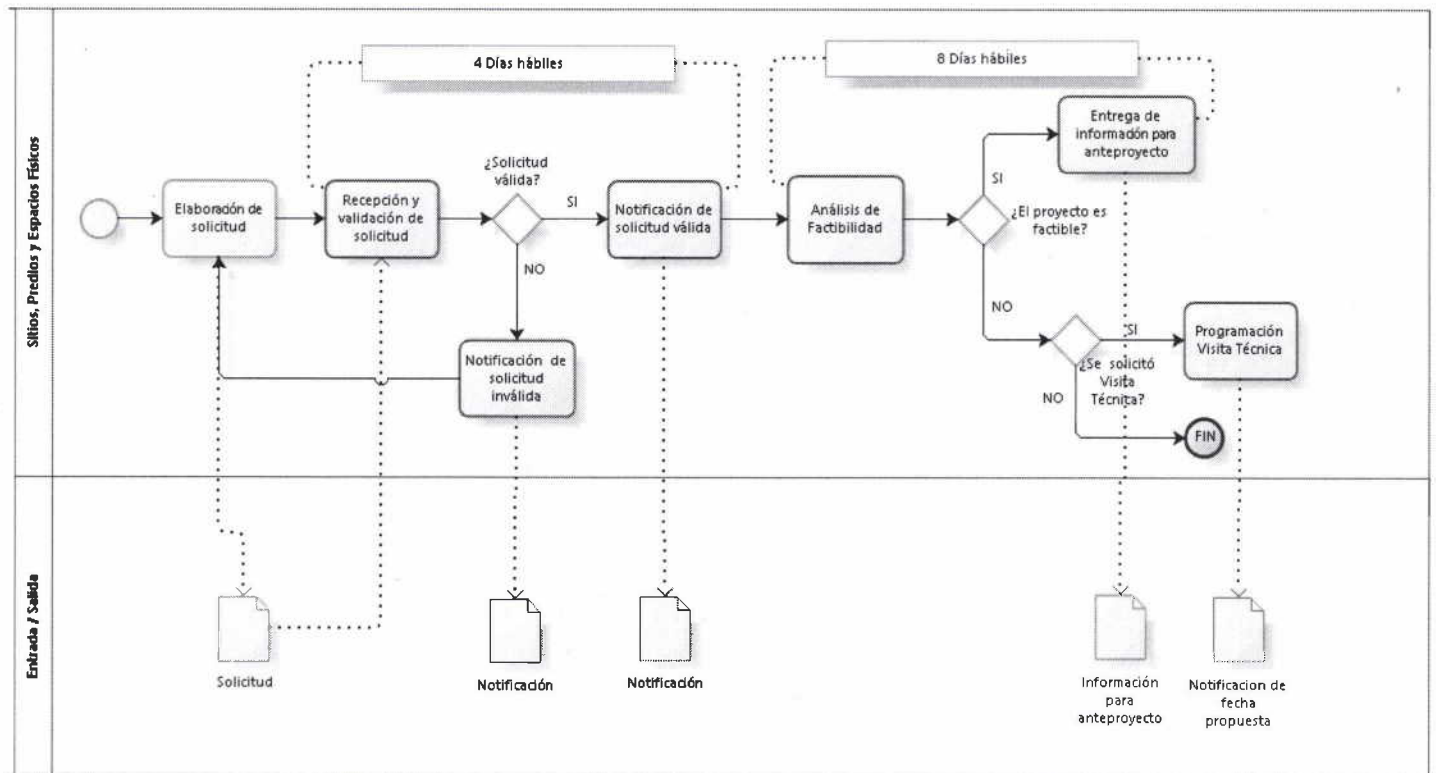 Sitios, Predios y Espacios Físicos
4 Días hábiles
8 Días hábiles
Elaboración de
solicitud
Recepción y
validación de
solicitud
¿Solicitud
válida?
SI
NO
Notificación de
solicitud válida
Notificación de
solicitud
inválida
Análisis de
Factibilidad
¿El proyecto es
factible?
SI
Entrega de
información para
anteproyecto
NO
¿Se solicitó
Visita
Técnica?
SI
Programación
Visita Técnica
NO
FIN
Entrada / Salida
Solicitud
Notificación
Notificación
Información
para
anteproyecto
Notificacion de
fecha
propuesta